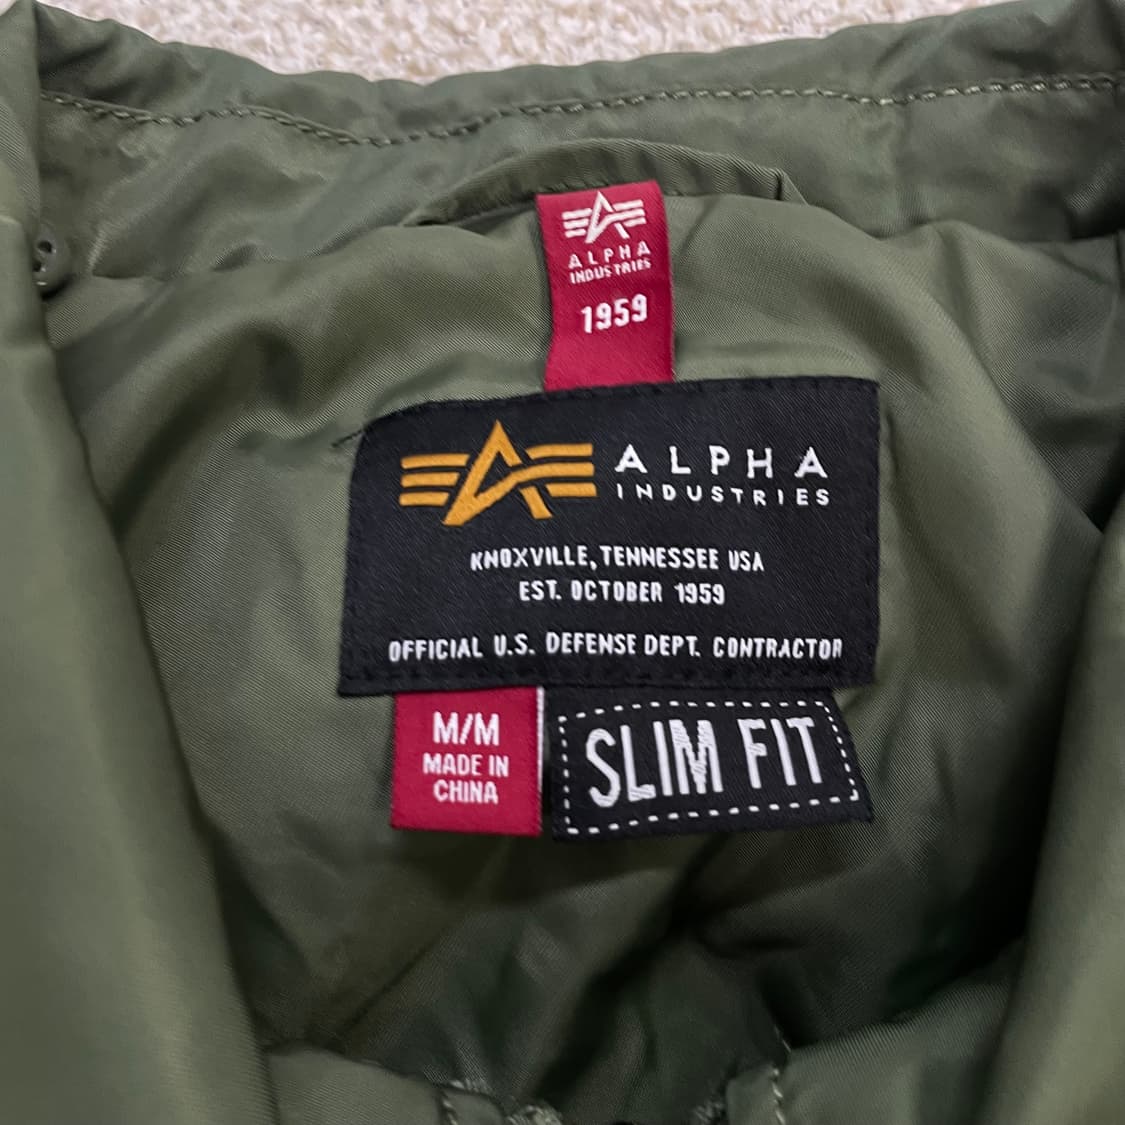 ALPHA
INDUSTRIES
1959
ALPHA
INDUSTRIES
KNOXVILLE, TENNESSEE USA
EST. OCTOBER 1959
OFFICIAL U.S. DEFENSE DEPT. CONTRACTOR
M/M
MADE IN
CHINA
SLIM FIT